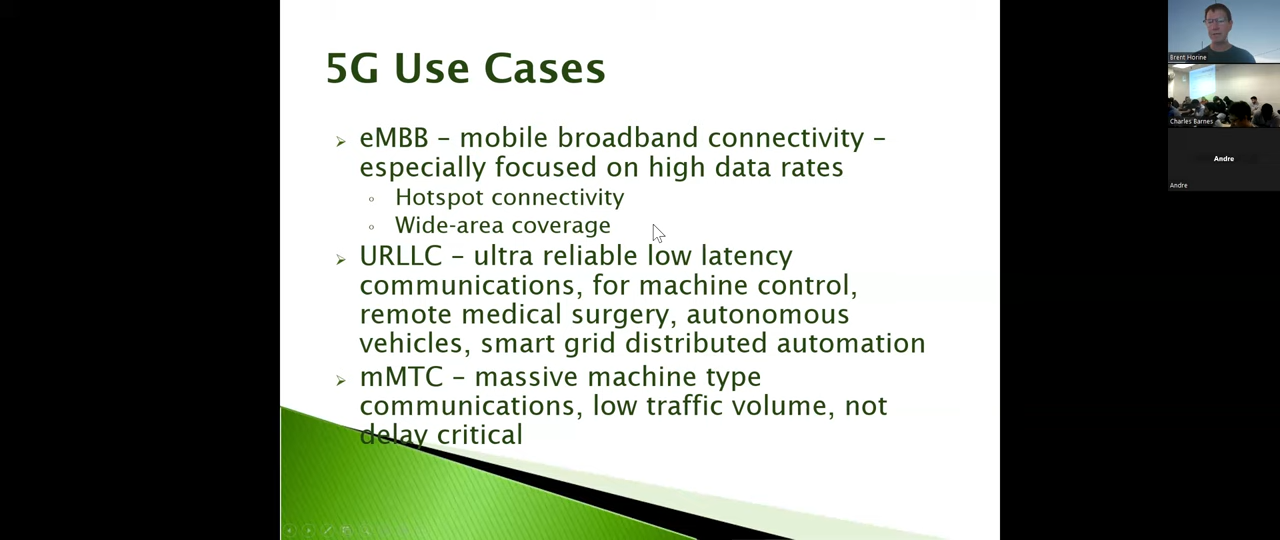 5G Use Cases
eMBB – mobile broadband connectivity –
especially focused on high data rates
Hotspot connectivity
Wide-area coverage
URLLC – ultra reliable low latency
communications, for machine control,
remote medical surgery, autonomous
vehicles, smart grid distributed automation
mMTC – massive machine type
communications, low traffic volume, not
delay critical
Brent Horine
Charles Barnes
Andre
Andre